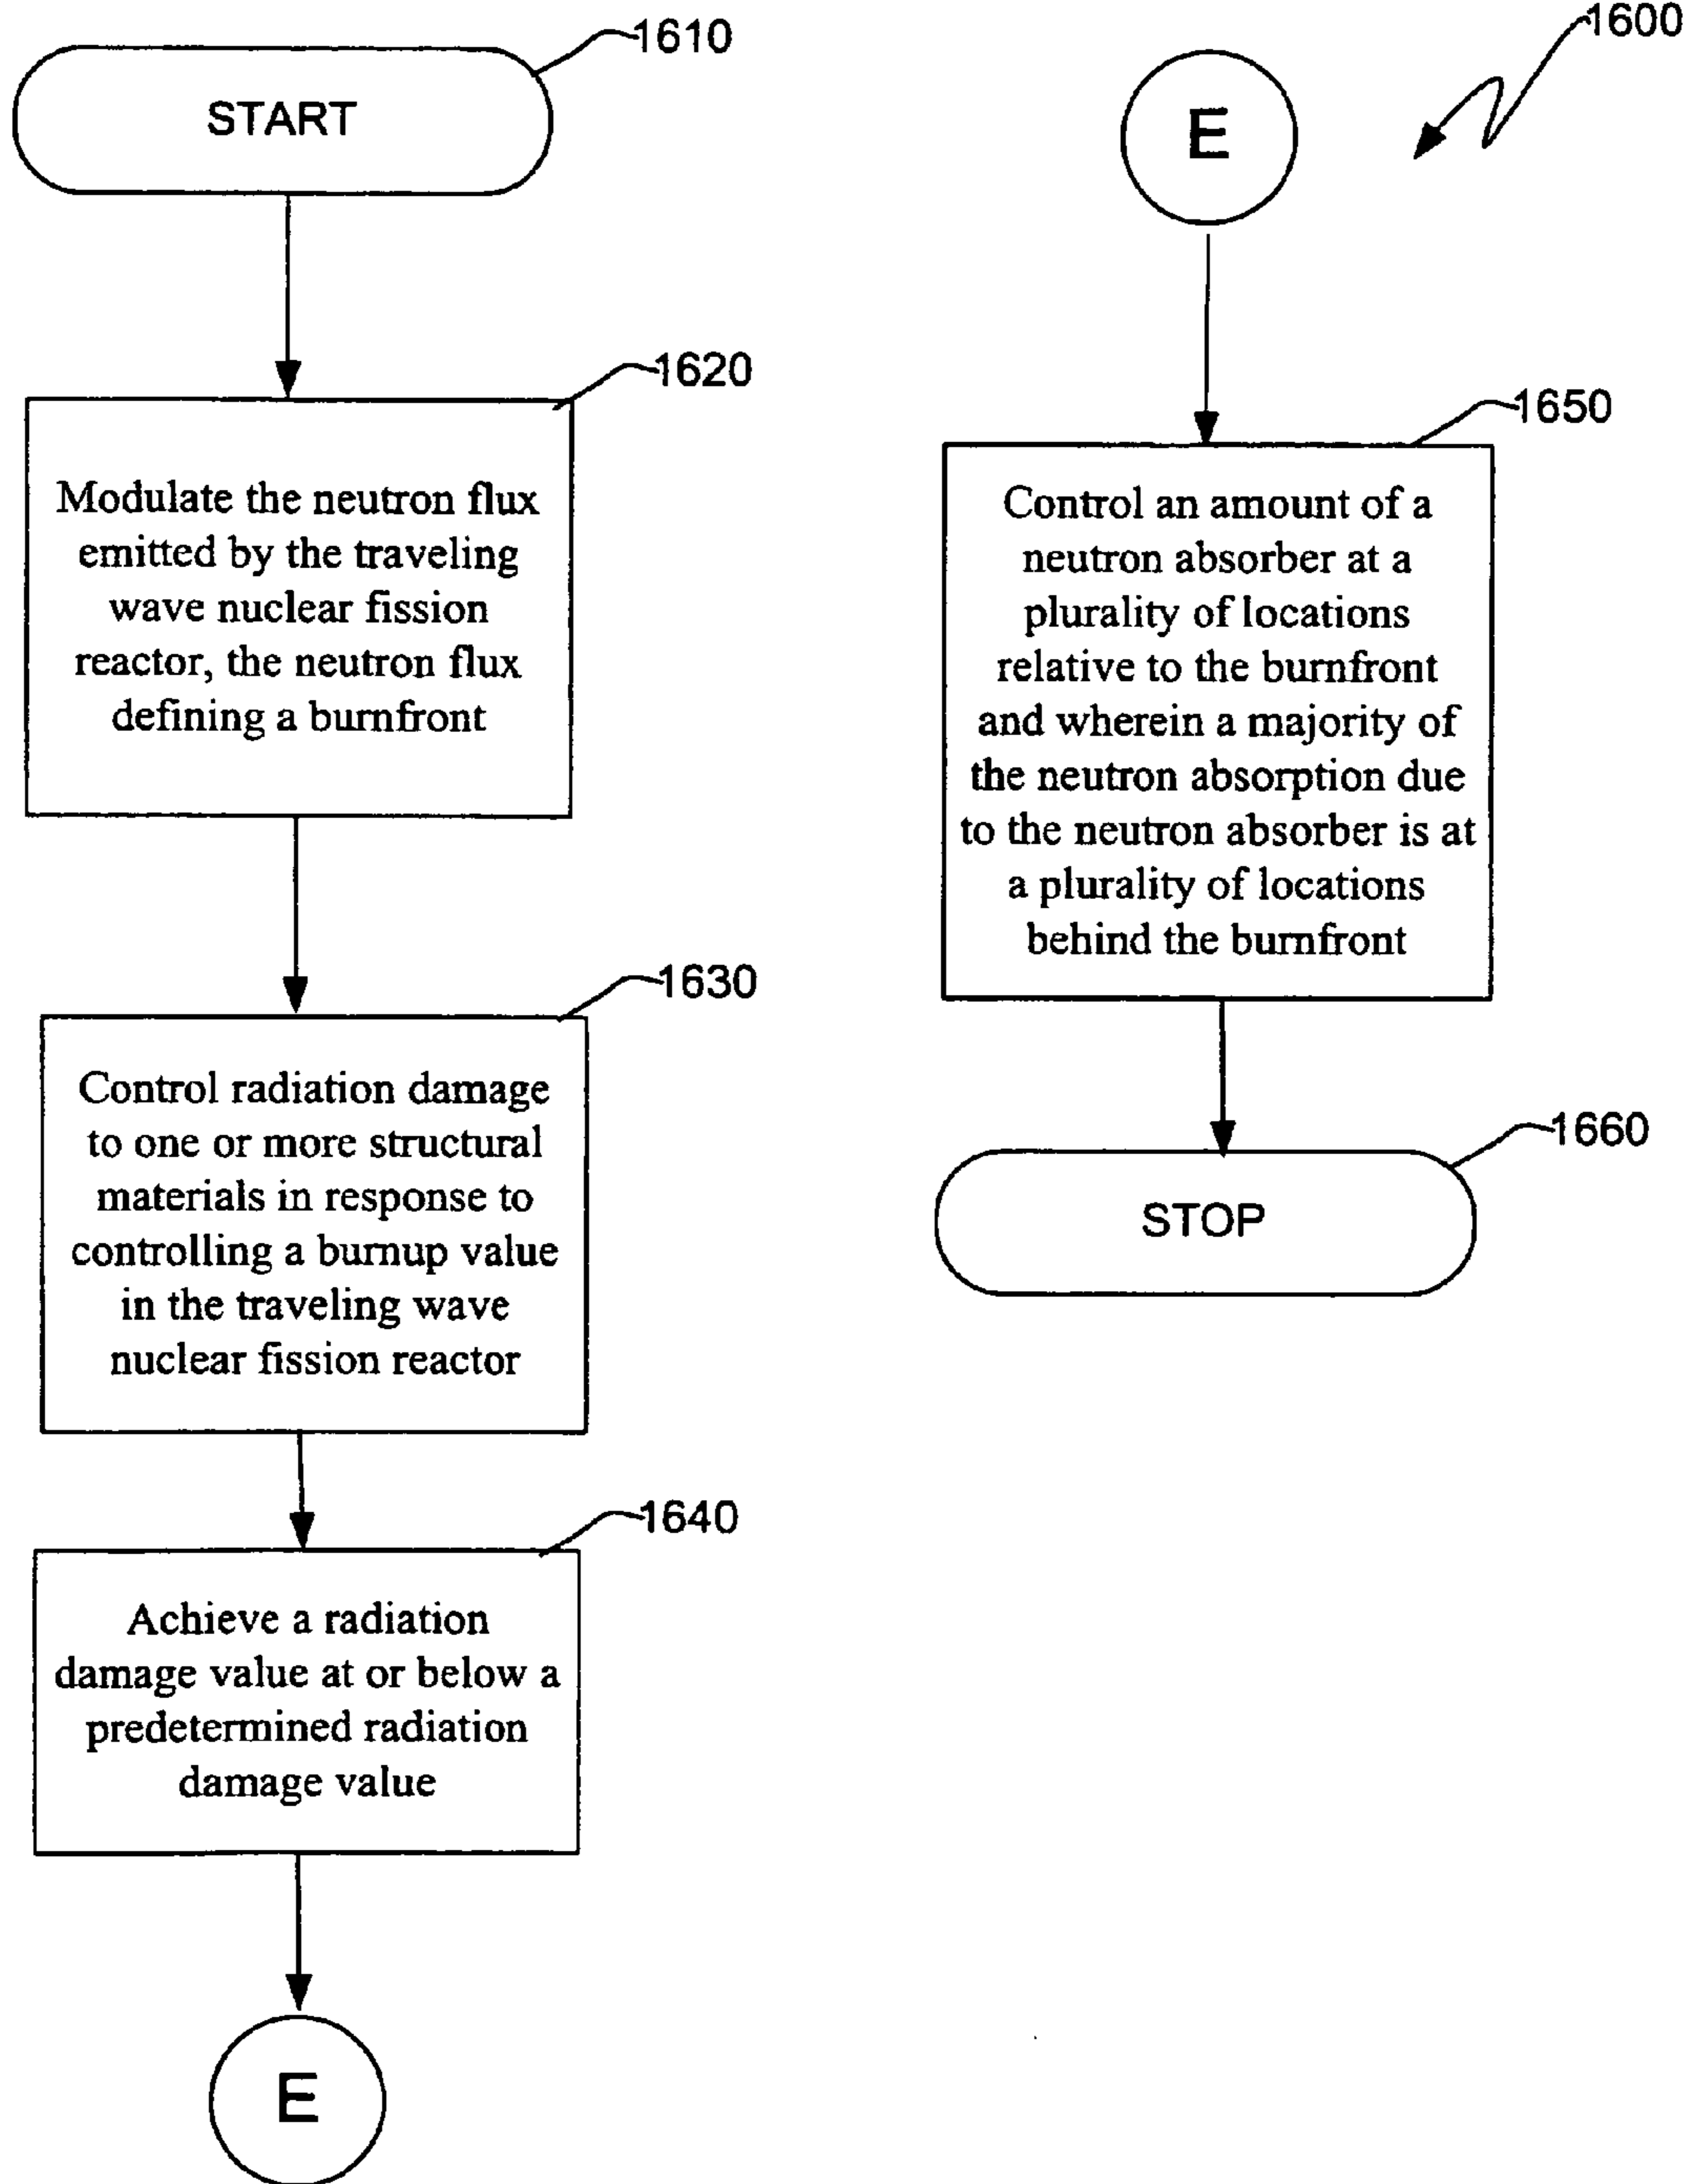 1610
START
1620
Modulate the neutron flux
emitted by the traveling
wave nuclear fission
reactor, the neutron flux
defining a burnfront
1630
Control radiation damage
to one or more structural
materials in response to
controlling a burnup value
in the traveling wave
nuclear fission reactor
1640
Achieve a radiation
damage value at or below a
predetermined radiation
damage value
E
1600
E
1650
Control an amount of a
neutron absorber at a
plurality of locations
relative to the burnfront
and wherein a majority of
the neutron absorption due
to the neutron absorber is at
a plurality of locations
behind the burnfront
1660
STOP